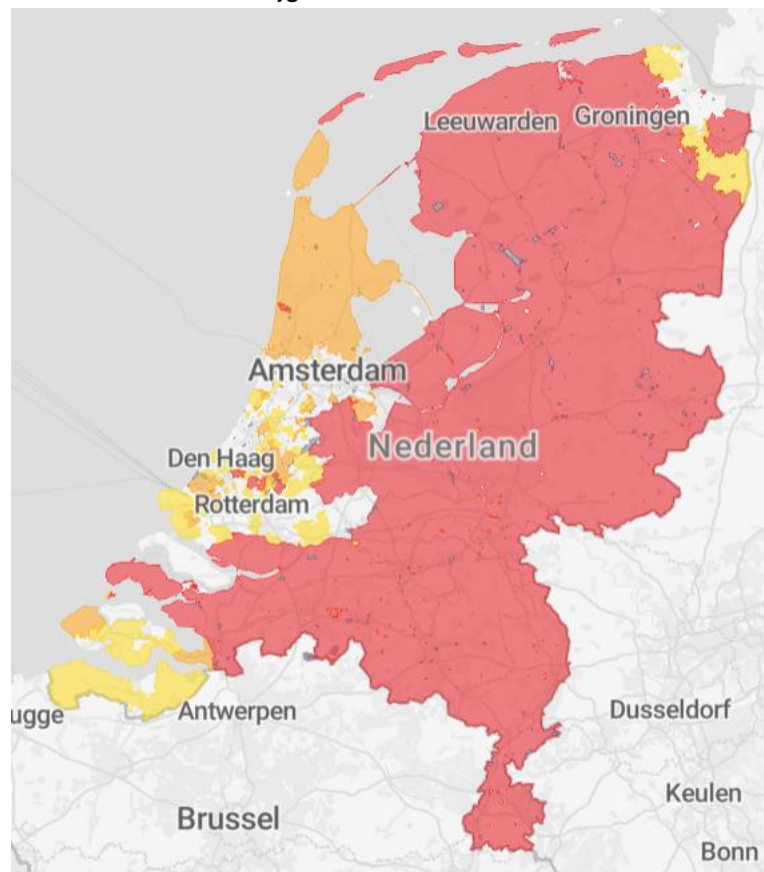 Leeuwarden
Groningen
Amsterdam
Nederland
Den Haag
Rotterdam
ugge
Antwerpen
Dusseldorf
Keulen
Brussel
Bonn